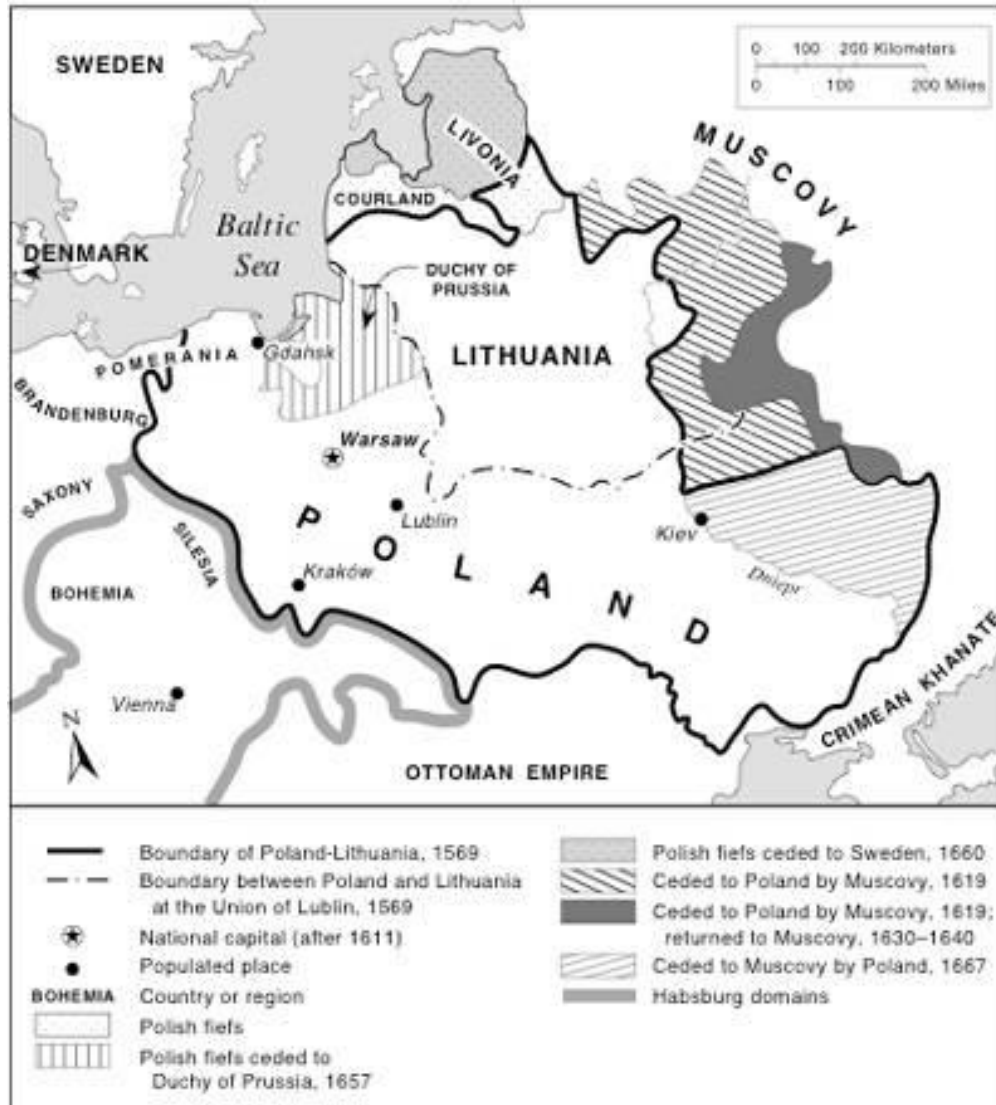 SWEDEN
0 100 200 Kilometers
0 100 200 Miles
MUSCOVY
LIVONIA
COURLAND
Baltic
Sea
DENMARK
DUCHY OF
PRUSSIA
LITHUANIA
POMERANIA
Gdańsk
BRANDENBURG
Warsaw
SAXONY
SILESIA
Lublin
POLAND
Kiev
Dniepr
Kraków
BOHEMIA
CRIMEAN KHANATE
Vienna
N
OTTOMAN EMPIRE
Boundary of Poland-Lithuania, 1569
Boundary between Poland and Lithuania
at the Union of Lublin, 1569
National capital (after 1611)
Populated place
BOHEMIA Country or region
Polish fiefs
Polish fiefs ceded to
Duchy of Prussia, 1657
Polish fiefs ceded to Sweden, 1660
Ceded to Poland by Muscovy, 1619
Ceded to Poland by Muscovy, 1619;
returned to Muscovy, 1630–1640
Ceded to Muscovy by Poland, 1667
Habsburg domains